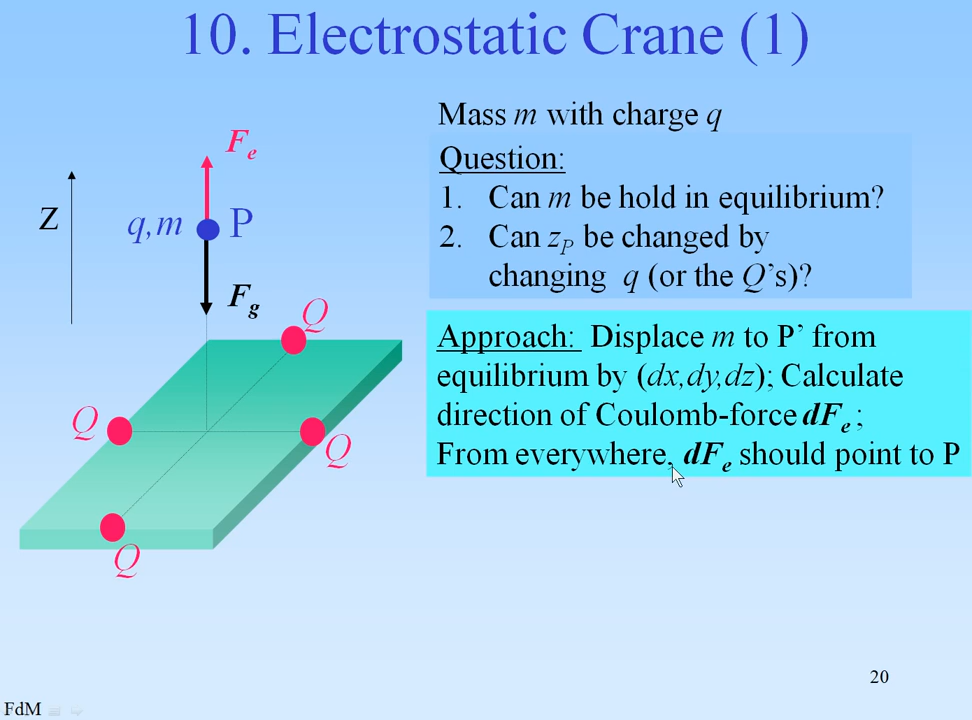 10. Electrostatic Crane (1)
Mass m with charge q
Question:
1. Can m be hold in equilibrium?
2. Can zP be changed by
changing q (or the Q's)?
Approach: Displace m to P' from
equilibrium by (dx,dy,dz); Calculate
direction of Coulomb-force dFe ;
From everywhere, dFe should point to P
Fe
Z
q,m
P
Fg
Q
Q
Q
Q
20
FdM